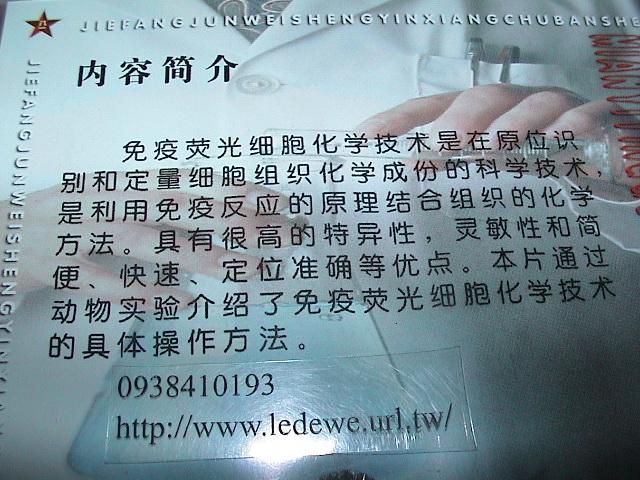 JIEFANGJUNWEISHENGYINXIANGCHUBANSHE
JIEFANGJUNWEISHENGYINXIA
内容简介
免疫荧光细胞化学技术是在原位识
别和定量细胞组织化学成份的科学技术，
是利用免疫反应的原理结合组织的化学
方法。具有很高的特异性，灵敏性和简
便、快速、定位准确等优点。本片通过
动物实验介绍了免疫荧光细胞化学技术
的具体操作方法。
0938410193
http://www.ledewe.url.tw/